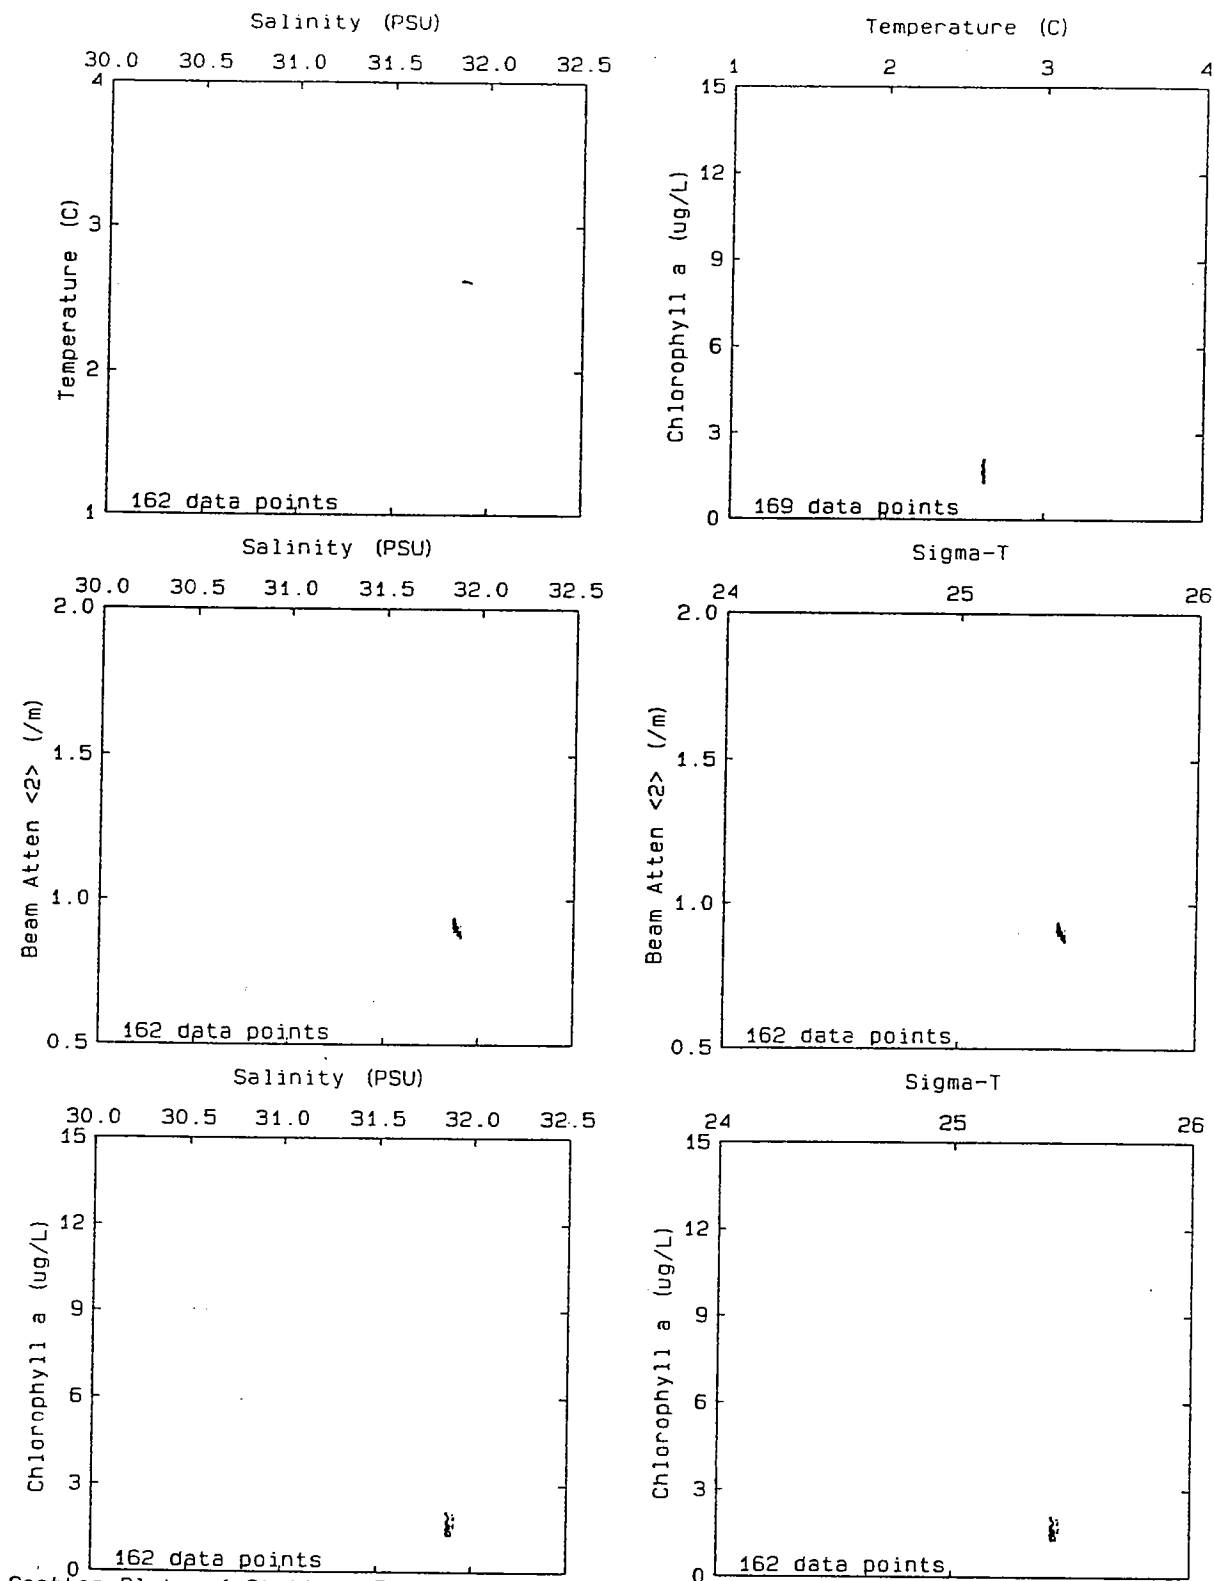 Salinity (PSU)
30.0 30.5 31.0 31.5 32.0 32.5
4
3
2
1
Temperature (C)
162 data points
Temperature (C)
1 2 3 4
15
12
9
6
3
0
Chlorophyll a (ug/L)
169 data points
Salinity (PSU)
30.0 30.5 31.0 31.5 32.0 32.5
2.0
1.5
1.0
0.5
Beam Atten <2> (/m)
162 data points
Sigma-T
24 25 26
2.0
1.5
1.0
0.5
Beam Atten <2> (/m)
162 data points
Salinity (PSU)
30.0 30.5 31.0 31.5 32.0 32.5
15
12
9
6
3
0
Chlorophyll a (ug/L)
162 data points
Sigma-T
24 25 26
15
12
9
6
3
0
Chlorophyll a (ug/L)
162 data points